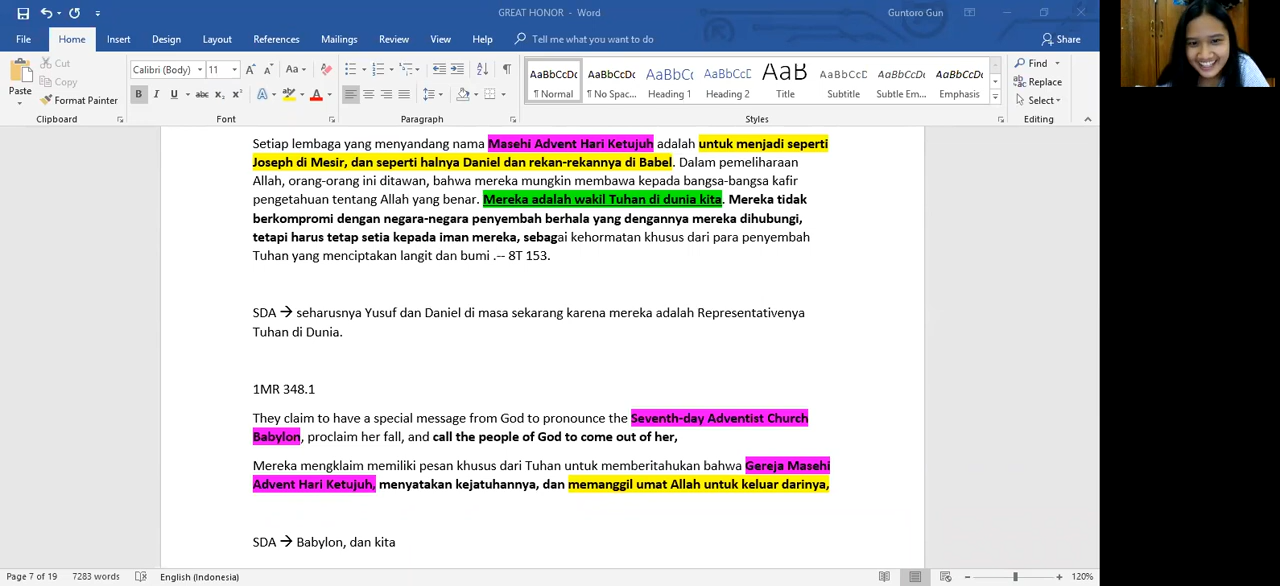 GREAT HONOR - Word
Guntoro Gun
File Home Insert Design Layout References Mailings Review View Help Tell me what you want to do Share
Cut
Copy
Format Painter
Paste
Calibri (Body) 11
AaBbCcDc AaBbCcDc AaBbCc AaBbCcD AaB AaBbCcD AaBbCcDc AaBbCcDc
¶ Normal ¶ No Spac... Heading 1 Heading 2 Title Subtitle Subtle Em... Emphasis
Find
Replace
Select
Clipboard Font Paragraph Styles Editing
Setiap lembaga yang menyandang nama Masehi Advent Hari Ketujuh adalah untuk menjadi seperti
Joseph di Mesir, dan seperti halnya Daniel dan rekan-rekannya di Babel. Dalam pemeliharaan
Allah, orang-orang ini ditawan, bahwa mereka mungkin membawa kepada bangsa-bangsa kafir
pengetahuan tentang Allah yang benar. Mereka adalah wakil Tuhan di dunia kita. Mereka tidak
berkompromi dengan negara-negara penyembah berhala yang dengannya mereka dihubungi,
tetapi harus tetap setia kepada iman mereka, sebagai kehormatan khusus dari para penyembah
Tuhan yang menciptakan langit dan bumi .-- 8T 153.
SDA → seharusnya Yusuf dan Daniel di masa sekarang karena mereka adalah Representativenya
Tuhan di Dunia.
1MR 348.1
They claim to have a special message from God to pronounce the Seventh-day Adventist Church
Babylon, proclaim her fall, and call the people of God to come out of her,
Mereka mengklaim memiliki pesan khusus dari Tuhan untuk memberitahukan bahwa Gereja Masehi
Advent Hari Ketujuh, menyatakan kejatuhannya, dan memanggil umat Allah untuk keluar darinya,
SDA → Babylon, dan kita
Page 7 of 19 7283 words English (Indonesia) 120%